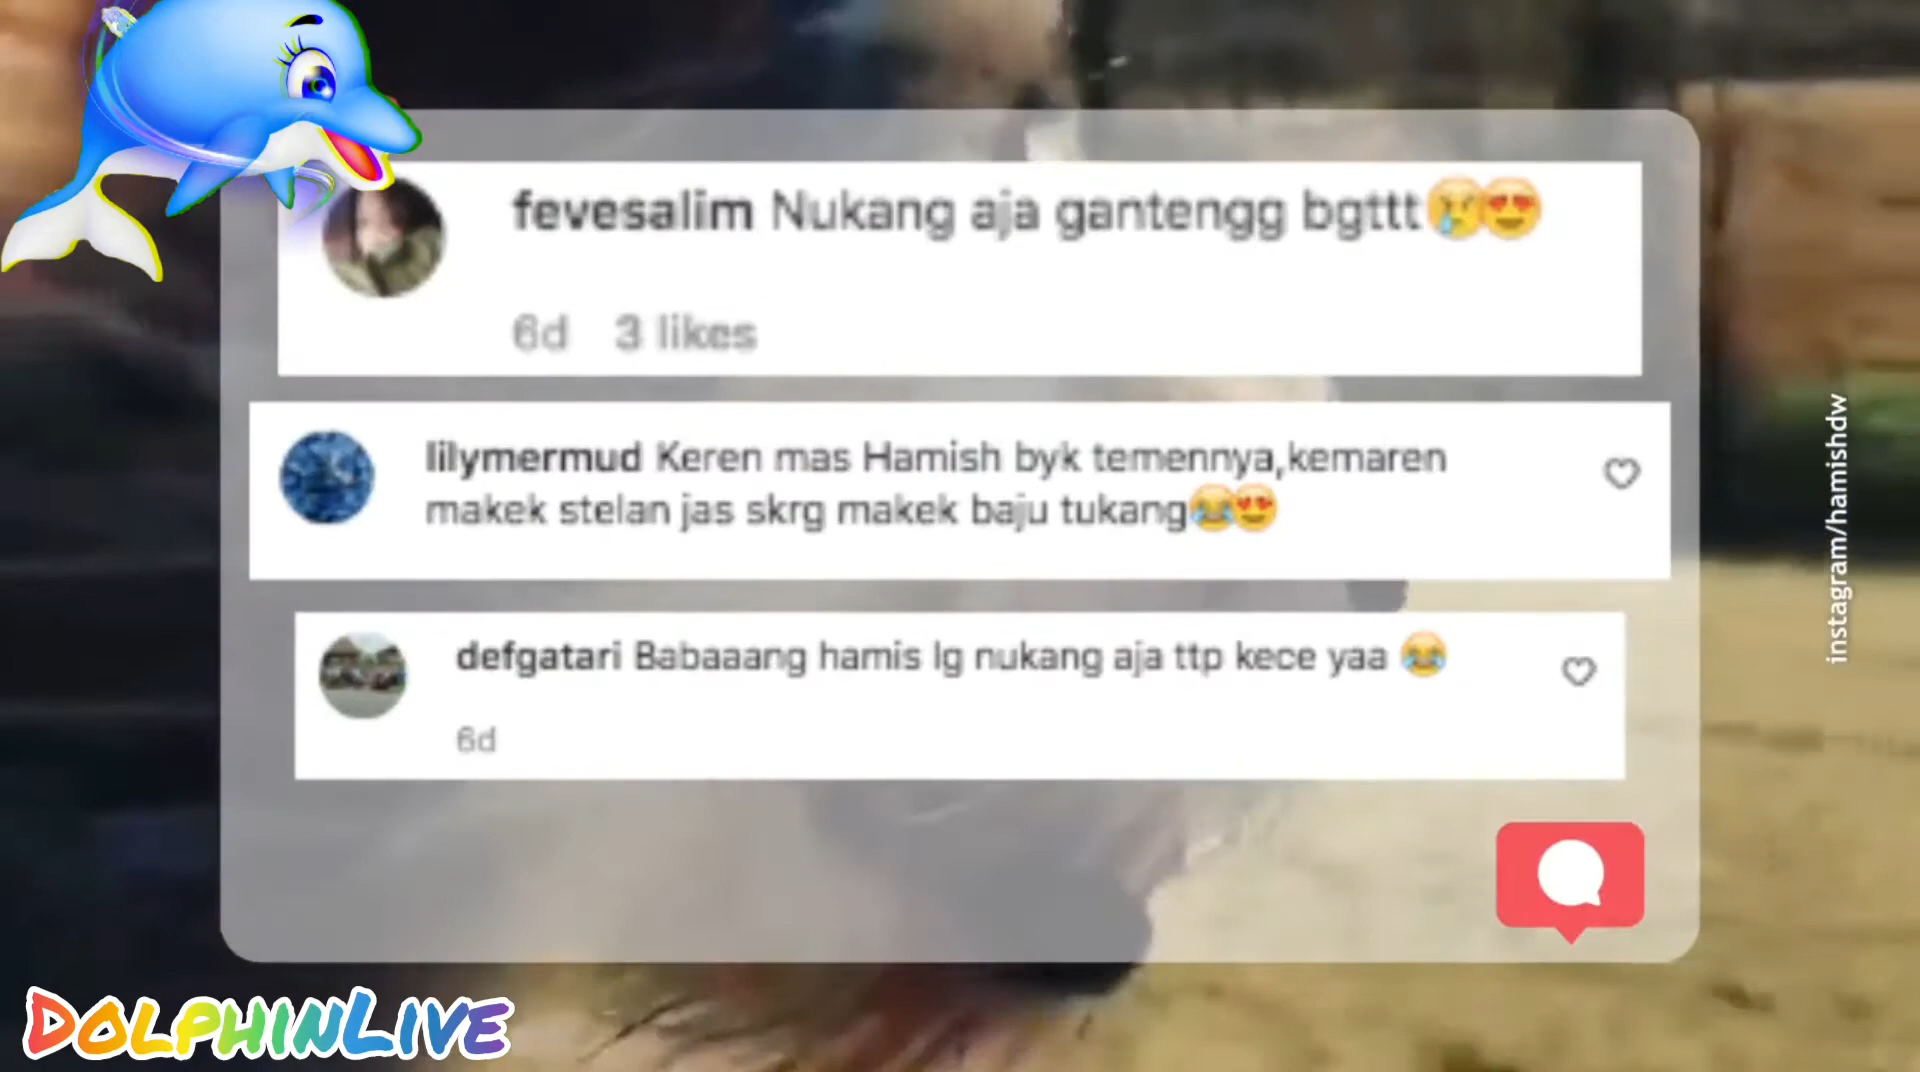 fevesalim Nukang aja gantengg bgttt😢😍
6d 3 likes
lilymermud Keren mas Hamish byk temennya,kemaren
makek stelan jas skrg makek baju tukang😂😍
defgatari Babaaang hamis lg nukang aja ttp kece yaa 😂
6d
instagram/hamishdw
DOLPHINLIVE